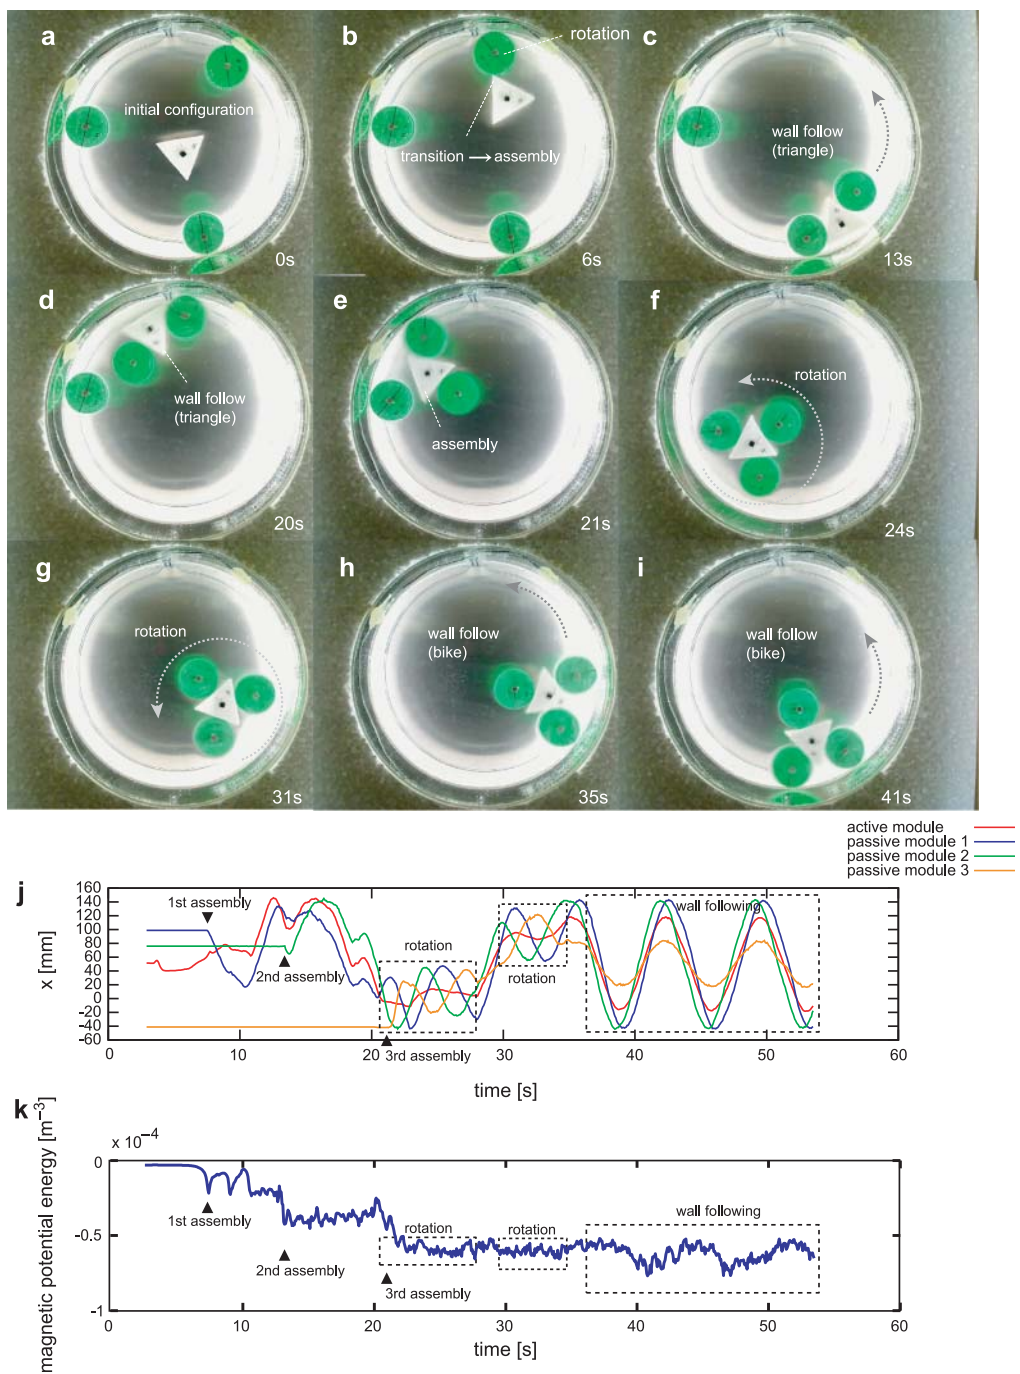 a
initial configuration
0s
b
rotation
transition → assembly
6s
c
wall follow
(triangle)
13s
d
wall follow
(triangle)
20s
e
assembly
21s
f
rotation
24s
g
rotation
31s
h
wall follow
(bike)
35s
i
wall follow
(bike)
41s
active module
passive module 1
passive module 2
passive module 3
j
x [mm]
160
140
120
100
80
60
40
20
0
-20
-40
-60
1st assembly
2nd assembly
3rd assembly
rotation
rotation
wall following
0
10
20
30
40
50
60
time [s]
k
magnetic potential energy [m⁻³]
x 10⁻⁴
0
-0.5
-1
1st assembly
2nd assembly
3rd assembly
rotation
rotation
wall following
0
10
20
30
40
50
60
time [s]